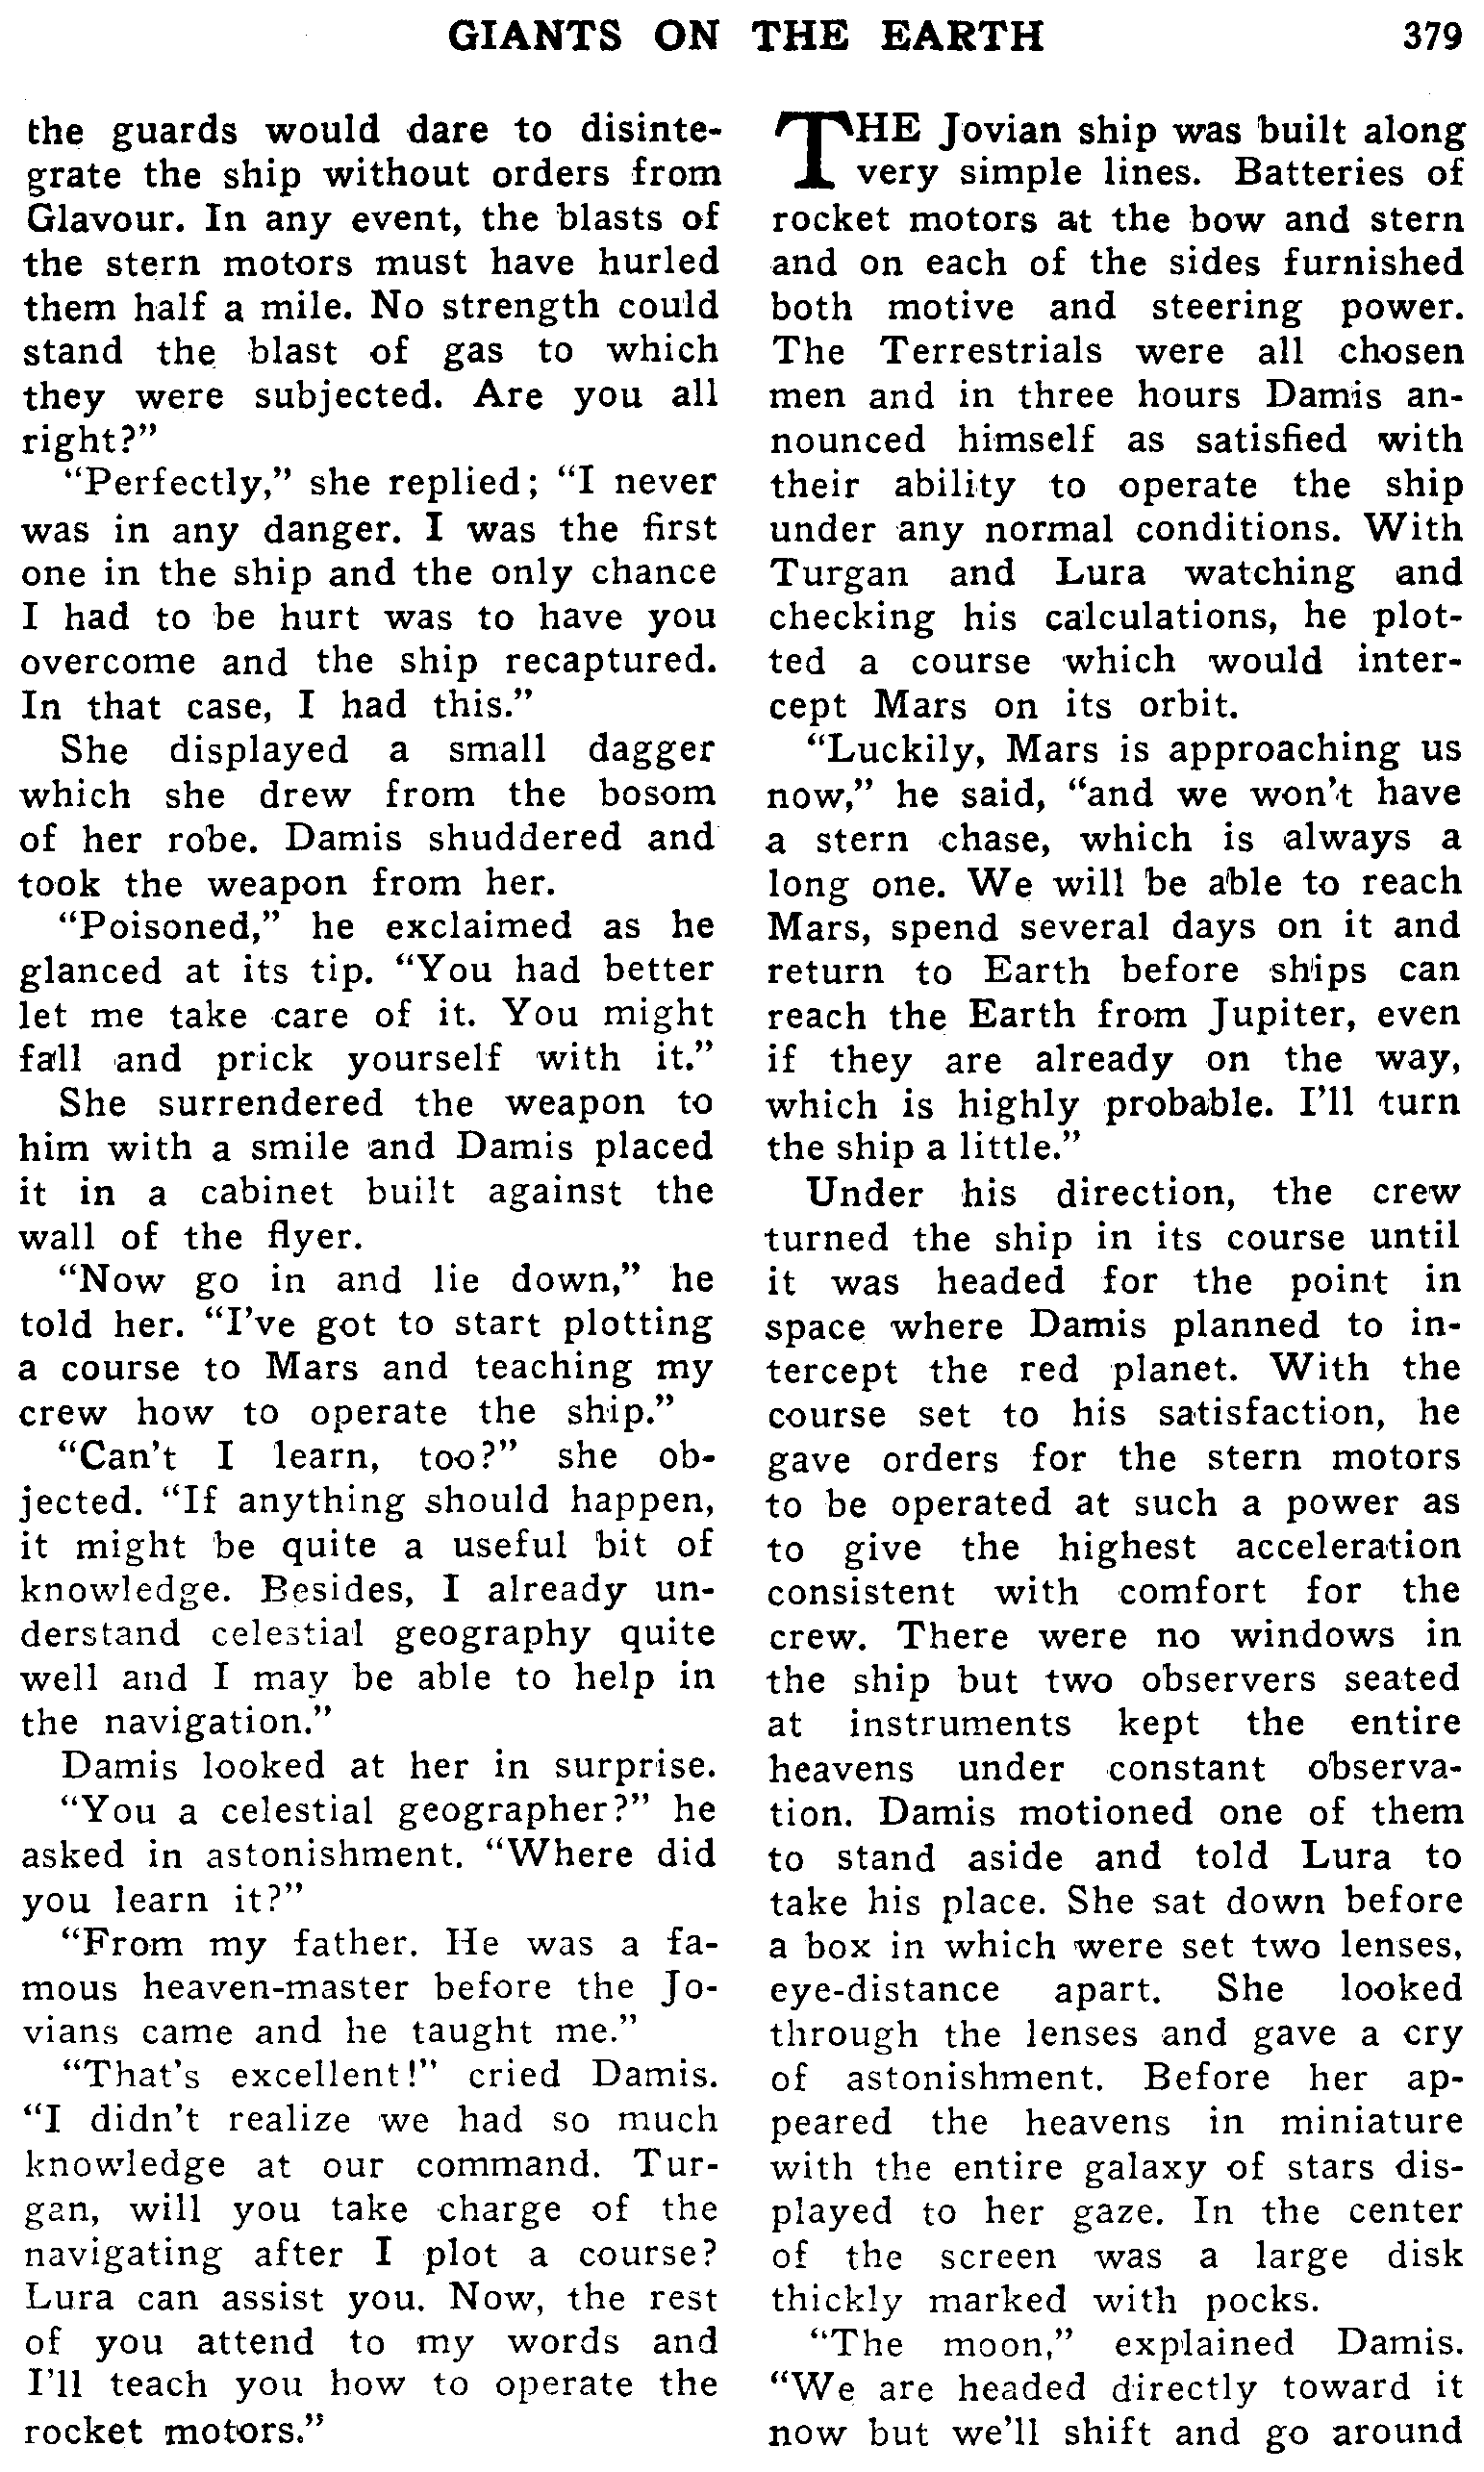 GIANTS ON THE EARTH 379
the guards would dare to disinte-
grate the ship without orders from
Glavour. In any event, the blasts of
the stern motors must have hurled
them half a mile. No strength could
stand the blast of gas to which
they were subjected. Are you all
right?”
“Perfectly,” she replied; “I never
was in any danger. I was the first
one in the ship and the only chance
I had to be hurt was to have you
overcome and the ship recaptured.
In that case, I had this.”
She displayed a small dagger
which she drew from the bosom
of her robe. Damis shuddered and
took the weapon from her.
“Poisoned,” he exclaimed as he
glanced at its tip. “You had better
let me take care of it. You might
fall and prick yourself with it.”
She surrendered the weapon to
him with a smile and Damis placed
it in a cabinet built against the
wall of the flyer.
“Now go in and lie down,” he
told her. “I’ve got to start plotting
a course to Mars and teaching my
crew how to operate the ship.”
“Can’t I learn, too?” she ob-
jected. “If anything should happen,
it might be quite a useful bit of
knowledge. Besides, I already un-
derstand celestial geography quite
well and I may be able to help in
the navigation.”
Damis looked at her in surprise.
“You a celestial geographer?” he
asked in astonishment. “Where did
you learn it?”
“From my father. He was a fa-
mous heaven-master before the Jo-
vians came and he taught me.”
“That’s excellent!” cried Damis.
“I didn’t realize we had so much
knowledge at our command. Tur-
gan, will you take charge of the
navigating after I plot a course?
Lura can assist you. Now, the rest
of you attend to my words and
I’ll teach you how to operate the
rocket motors.”
THE Jovian ship was built along
very simple lines. Batteries of
rocket motors at the bow and stern
and on each of the sides furnished
both motive and steering power.
The Terrestrials were all chosen
men and in three hours Damis an-
nounced himself as satisfied with
their ability to operate the ship
under any normal conditions. With
Turgan and Lura watching and
checking his calculations, he plot-
ted a course which would inter-
cept Mars on its orbit.
“Luckily, Mars is approaching us
now,” he said, “and we won’t have
a stern chase, which is always a
long one. We will be able to reach
Mars, spend several days on it and
return to Earth before ships can
reach the Earth from Jupiter, even
if they are already on the way,
which is highly probable. I’ll turn
the ship a little.”
Under his direction, the crew
turned the ship in its course until
it was headed for the point in
space where Damis planned to in-
tercept the red planet. With the
course set to his satisfaction, he
gave orders for the stern motors
to be operated at such a power as
to give the highest acceleration
consistent with comfort for the
crew. There were no windows in
the ship but two observers seated
at instruments kept the entire
heavens under constant observa-
tion. Damis motioned one of them
to stand aside and told Lura to
take his place. She sat down before
a box in which were set two lenses,
eye-distance apart. She looked
through the lenses and gave a cry
of astonishment. Before her ap-
peared the heavens in miniature
with the entire galaxy of stars dis-
played to her gaze. In the center
of the screen was a large disk
thickly marked with pocks.
“The moon,” explained Damis.
“We are headed directly toward it
now but we’ll shift and go around